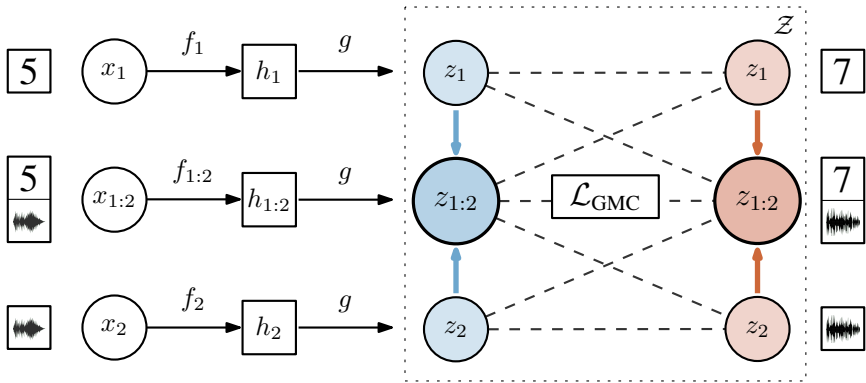 𝒵
5 x₁ f₁ h₁ g z₁ z₁ 7
5 x₁:₂ f₁:₂ h₁:₂ g z₁:₂ ℒ_GMC z₁:₂ 7
x₂ f₂ h₂ g z₂ z₂